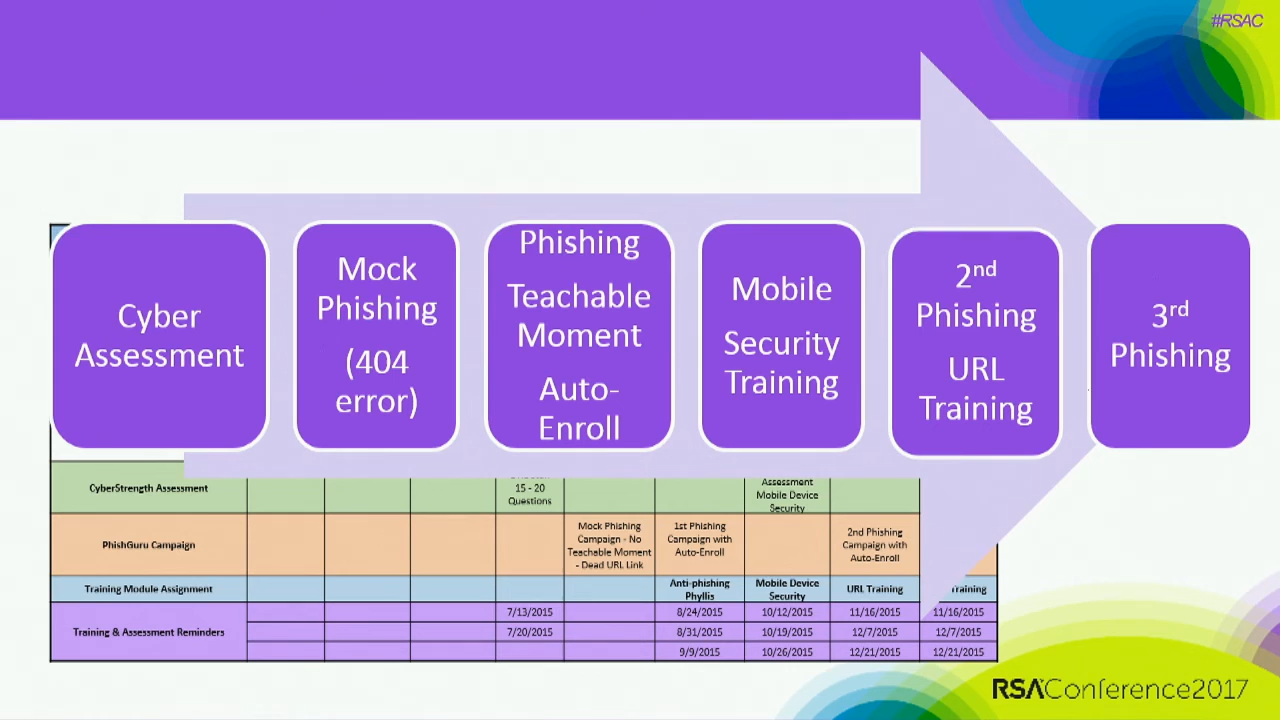 #RSAC
Cyber
Assessment
Mock
Phishing
(404
error)
Phishing
Teachable
Moment
Auto-
Enroll
Mobile
Security
Training
2nd
Phishing
URL
Training
3rd
Phishing
CyberStrength Assessment
15 - 20
Questions
Assessment
Mobile Device
Security
PhishGuru Campaign
Mock Phishing
Campaign - No
Teachable Moment
- Dead URL Link
1st Phishing
Campaign with
Auto-Enroll
2nd Phishing
Campaign with
Auto-Enroll
Training Module Assignment
Anti-phishing
Phyllis
Mobile Device
Security
URL Training
Training
Training & Assessment Reminders
7/13/2015
8/24/2015
10/12/2015
11/16/2015
11/16/2015
7/20/2015
8/31/2015
10/19/2015
12/7/2015
12/7/2015
9/9/2015
10/26/2015
12/21/2015
12/21/2015
RSAConference2017